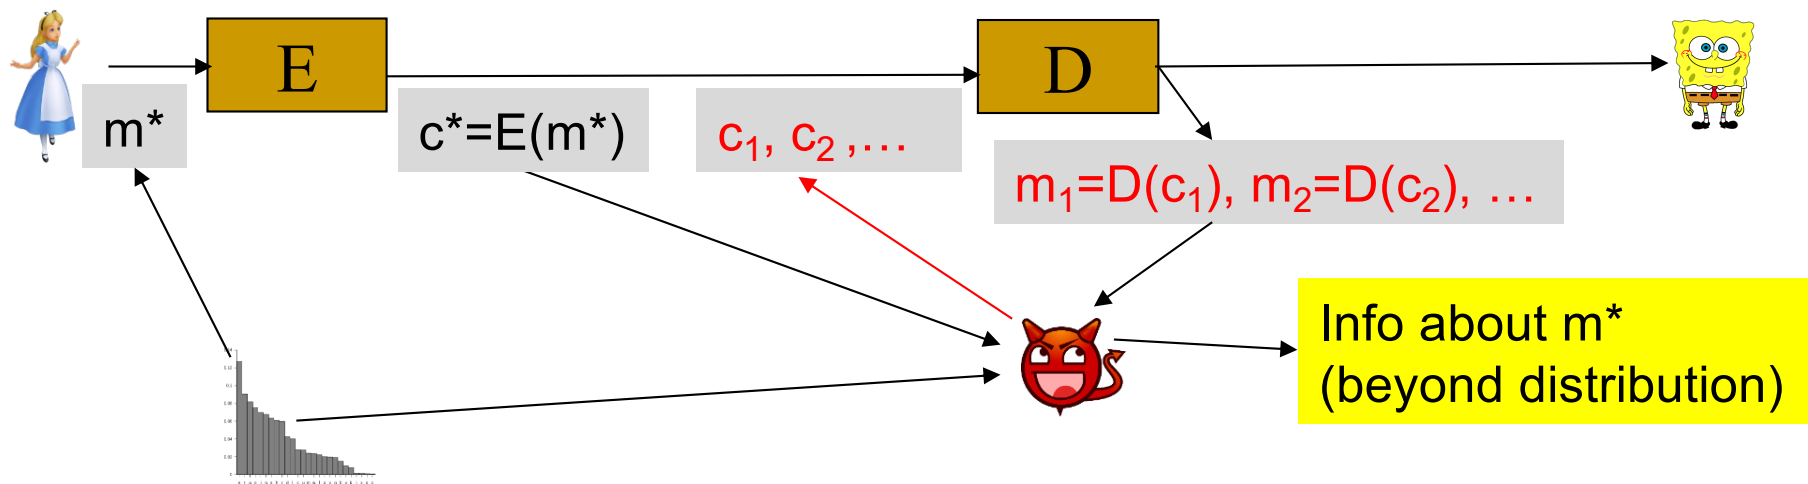 E
D
m*
c*=E(m*)
c₁, c₂ ,…
m₁=D(c₁), m₂=D(c₂), …
Info about m*
(beyond distribution)